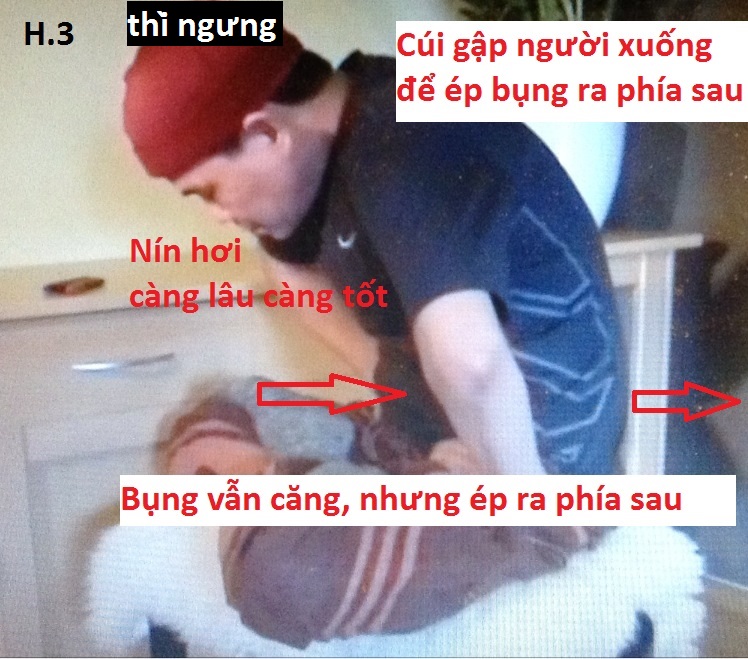 H.3
thì ngưng
Cúi gập người xuống
để ép bụng ra phía sau
Nín hơi
càng lâu càng tốt
Bụng vẫn căng, nhưng ép ra phía sau